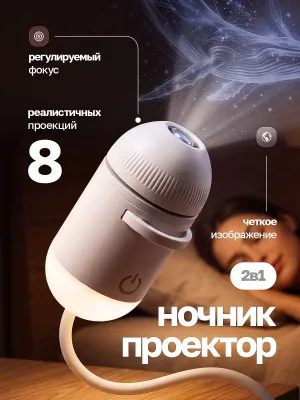 регулируемый
фокус
реалистичных
проекций
8
четкое
изображение
2в1
ночник
проектор